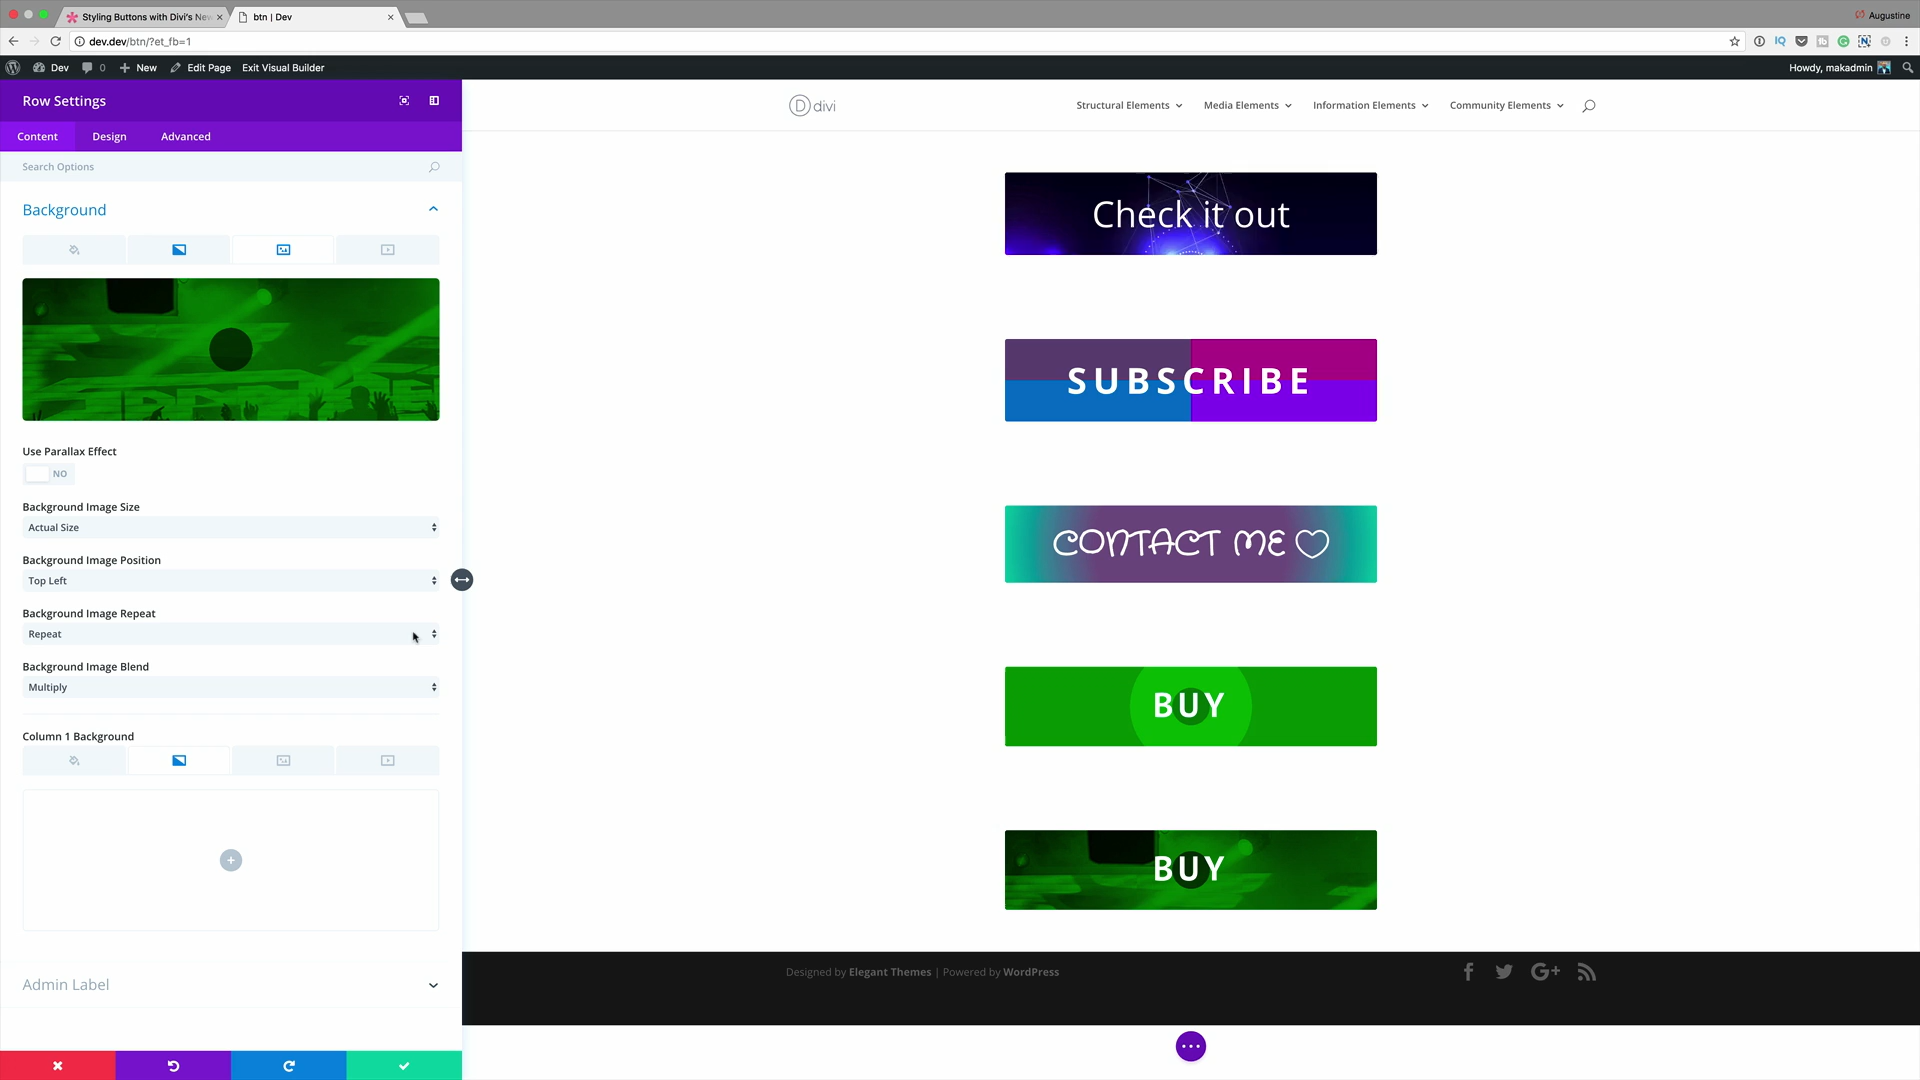 Styling Buttons with Divi's Nev
btn | Dev
Augustine
dev.dev/btn/?et_fb=1
Dev
0
New
Edit Page
Exit Visual Builder
Howdy, makadmin
Row Settings
Content
Design
Advanced
Search Options
Background
Use Parallax Effect
NO
Background Image Size
Actual Size
Background Image Position
Top Left
Background Image Repeat
Repeat
Background Image Blend
Multiply
Column 1 Background
Admin Label
D divi
Structural Elements
Media Elements
Information Elements
Community Elements
Check it out
SUBSCRIBE
CONTACT ME
BUY
BUY
Designed by Elegant Themes | Powered by WordPress